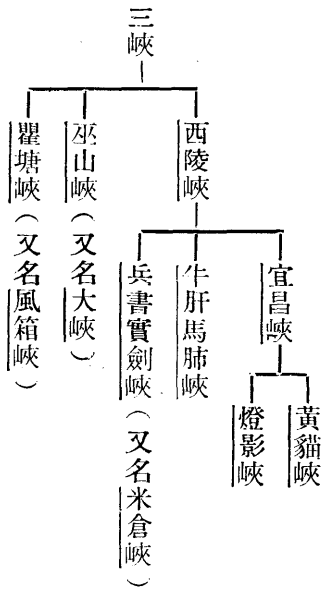 三峽
西陵峽
巫山峽（又名大峽）
瞿塘峽（又名風箱峽）
宜昌峽
牛肝馬肺峽
兵書實劍峽（又名米倉峽）
黃貓峽
燈影峽